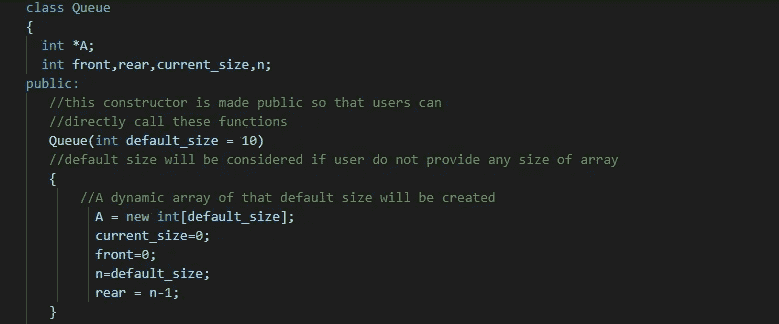 class Queue
{
int *A;
int front,rear,current_size,n;
public:
//this constructor is made public so that users can
//directly call these functions
Queue(int default_size = 10)
//default size will be considered if user do not provide any size of array
{
//A dynamic array of that default size will be created
A = new int[default_size];
current_size=0;
front=0;
n=default_size;
rear = n-1;
}